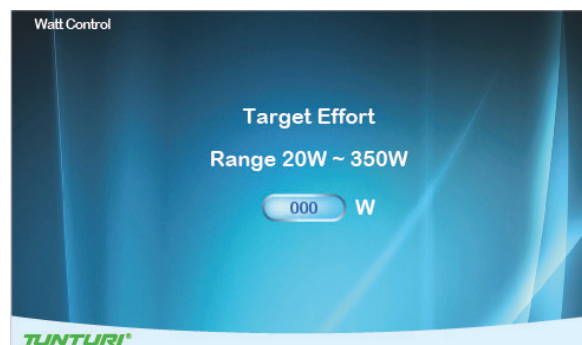 Watt Control
Target Effort
Range 20W ~ 350W
000 W
TUNTURI®